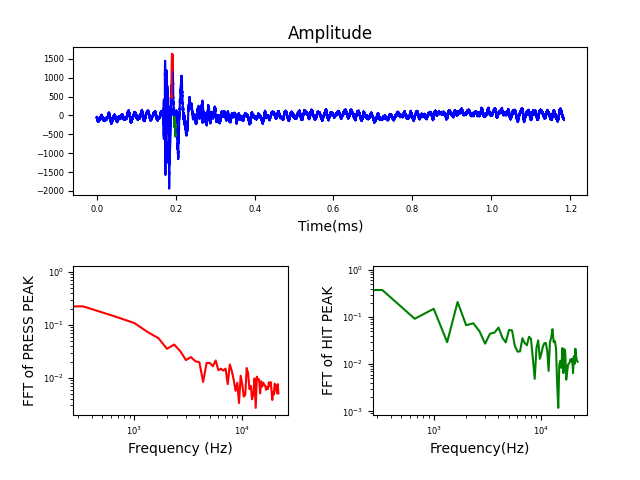 Amplitude
1500
1000
500
0
−500
−1000
−1500
−2000
0.0 0.2 0.4 0.6 0.8 1.0 1.2
Time(ms)
FFT of PRESS PEAK
10⁰
10⁻¹
10⁻²
10³ 10⁴
Frequency (Hz)
FFT of HIT PEAK
10⁰
10⁻¹
10⁻²
10⁻³
10³ 10⁴
Frequency(Hz)